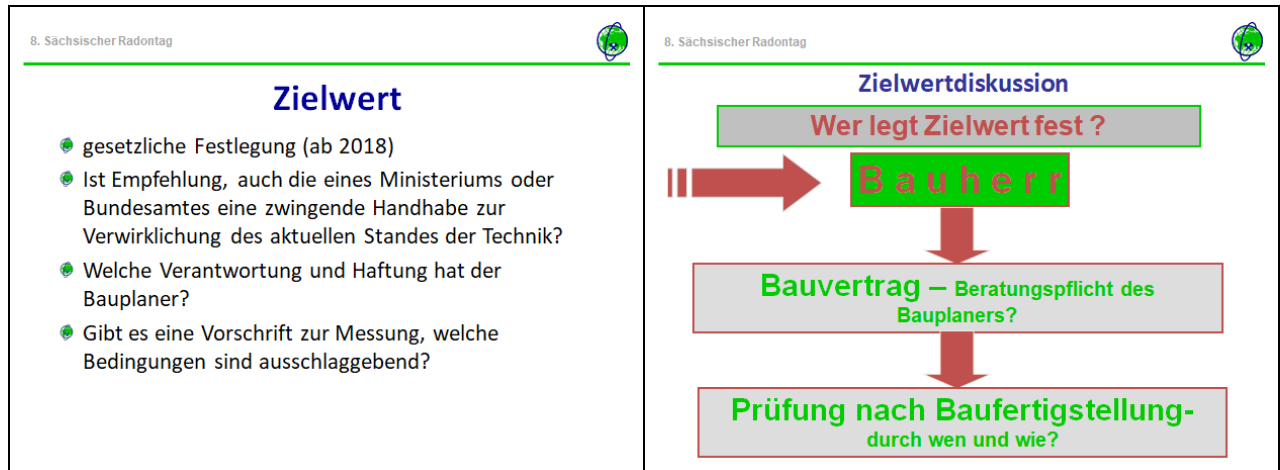 8. Sächsischer Radontag
Zielwert
gesetzliche Festlegung (ab 2018)
Ist Empfehlung, auch die eines Ministeriums oder
Bundesamtes eine zwingende Handhabe zur
Verwirklichung des aktuellen Standes der Technik?
Welche Verantwortung und Haftung hat der
Bauplaner?
Gibt es eine Vorschrift zur Messung, welche
Bedingungen sind ausschlaggebend?
8. Sächsischer Radontag
Zielwertdiskussion
Wer legt Zielwert fest ?
B a u h e r r
Bauvertrag – Beratungspflicht des
Bauplaners?
Prüfung nach Baufertigstellung-
durch wen und wie?